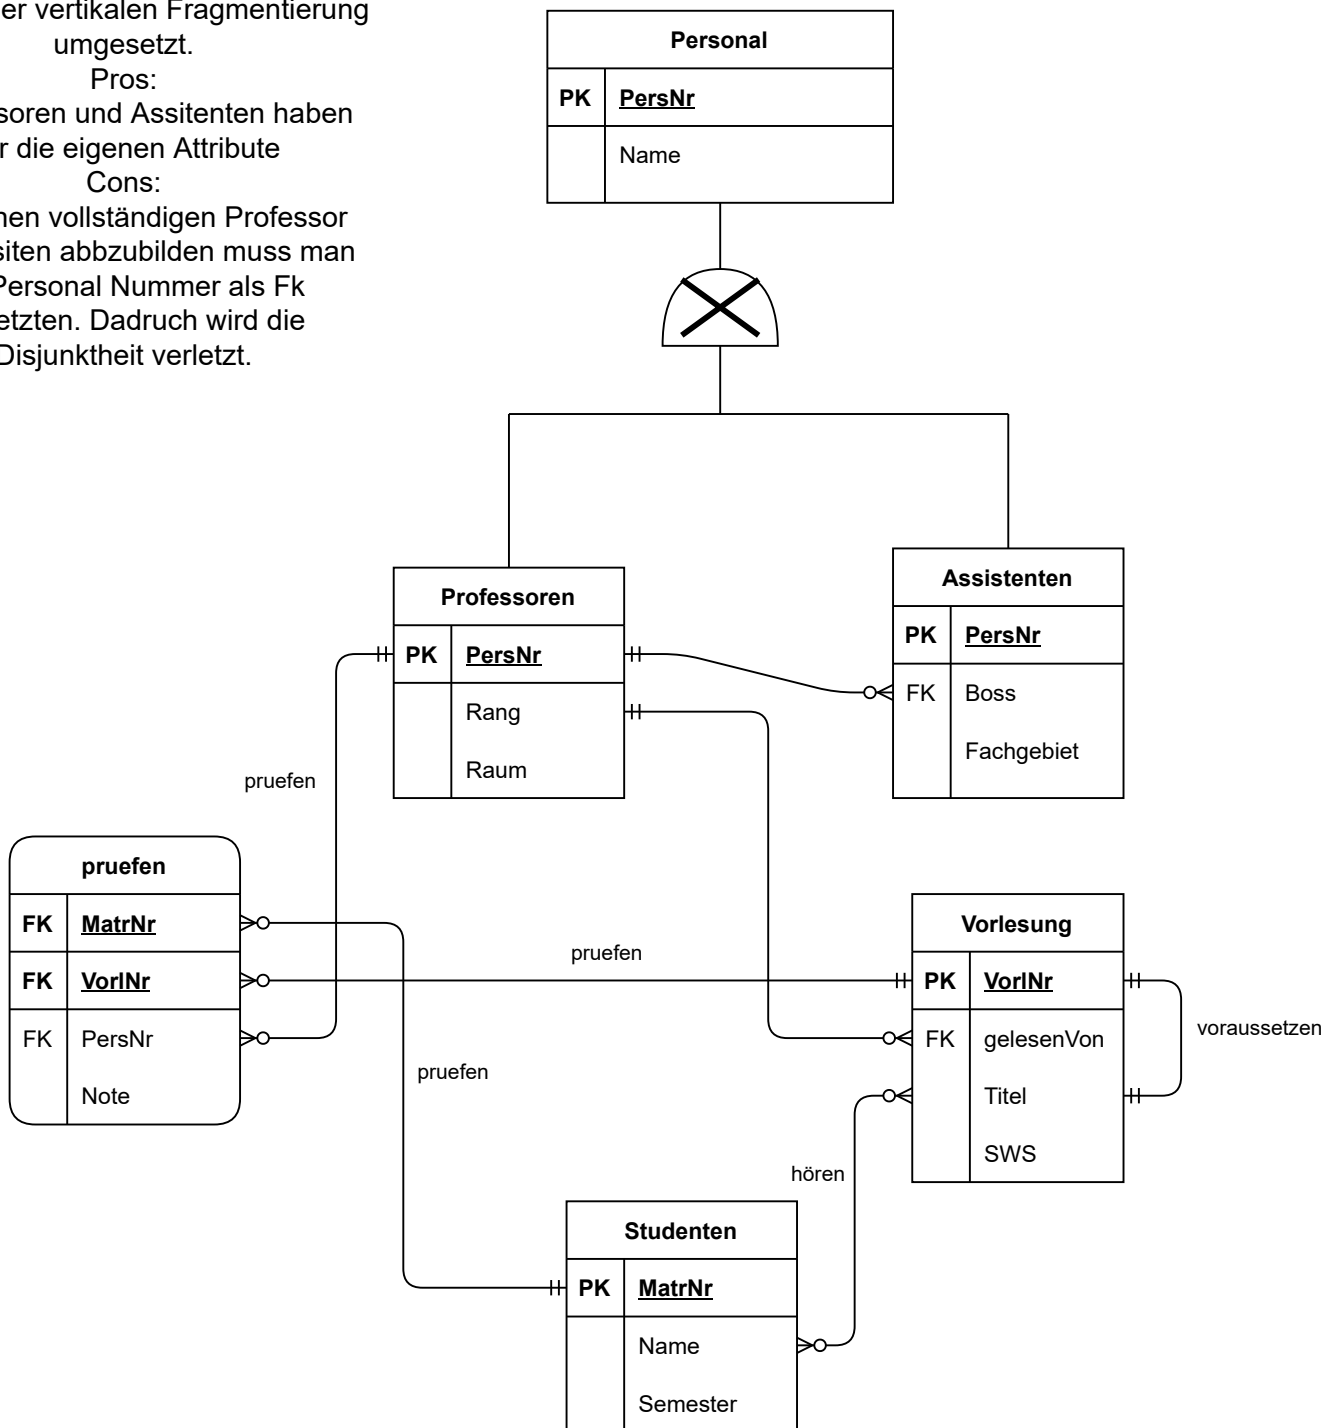 er vertikalen Fragmentierung
umgesetzt.
Pros:
soren und Assitenten haben
r die eigenen Attribute
Cons:
nen vollständigen Professor
siten abbzubilden muss man
Personal Nummer als Fk
etzten. Dadruch wird die
Disjunktheit verletzt.
Personal
PK PersNr
Name
Professoren
PK PersNr
Rang
Raum
Assistenten
PK PersNr
FK Boss
Fachgebiet
pruefen
pruefen
FK MatrNr
FK VorlNr
FK PersNr
Note
pruefen
pruefen
Vorlesung
PK VorlNr
FK gelesenVon
Titel
SWS
voraussetzen
hören
Studenten
PK MatrNr
Name
Semester